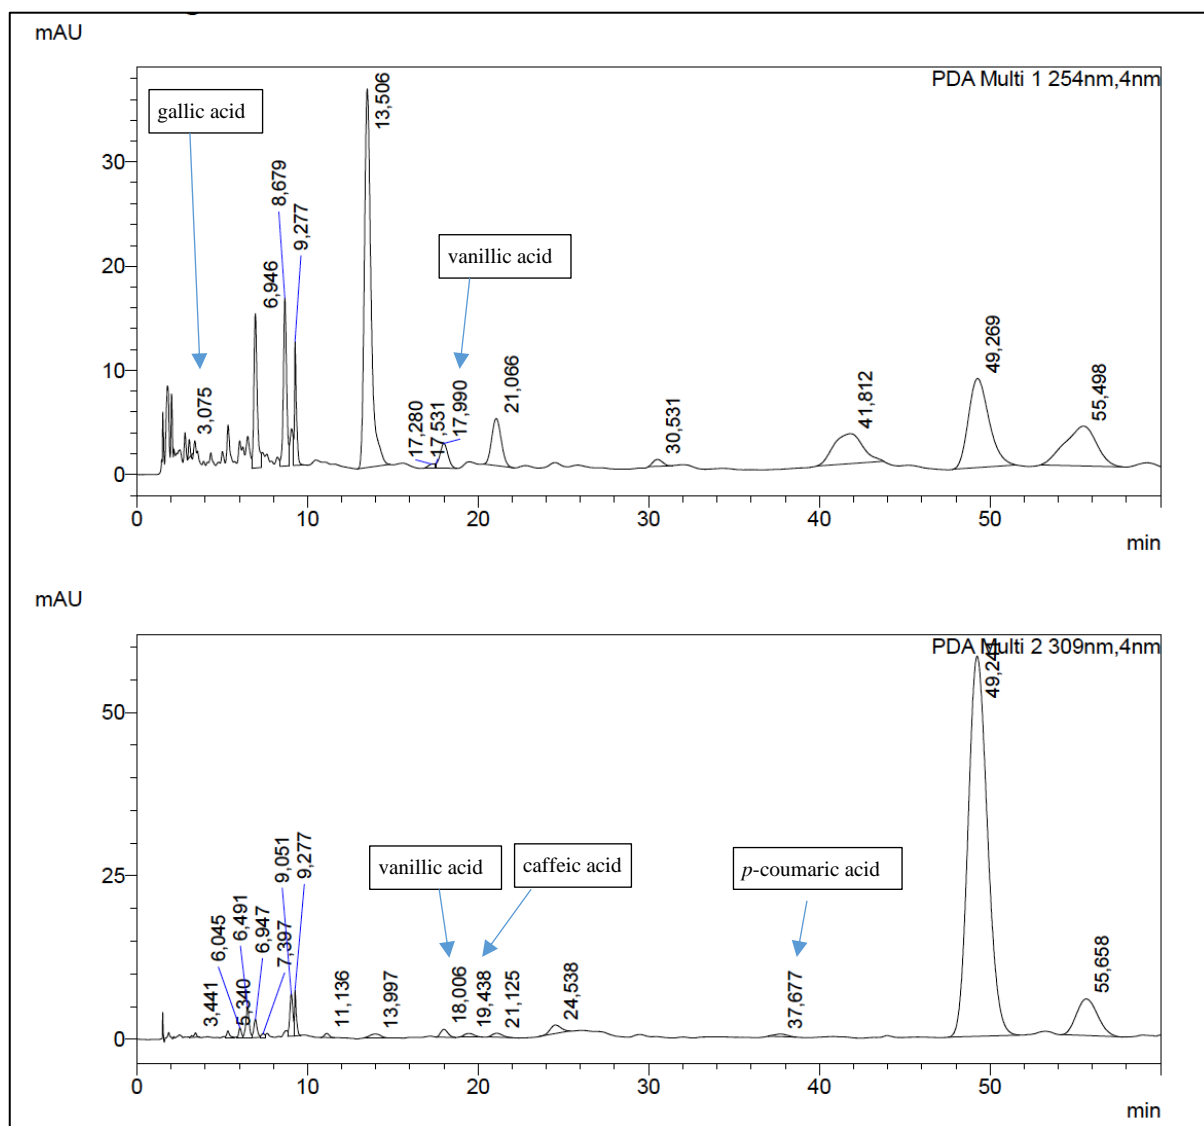 mAU
PDA Multi 1 254nm,4nm
gallic acid
vanillic acid
3,075
6,946
8,679
9,277
13,506
17,280
17,531
17,990
21,066
30,531
41,812
49,269
55,498
30
20
10
0
0 10 20 30 40 50
min
mAU
PDA Multi 2 309nm,4nm
vanillic acid
caffeic acid
p-coumaric acid
3,441
5,340
6,045
6,491
6,947
7,397
9,051
9,277
11,136
13,997
18,006
19,438
21,125
24,538
37,677
49,241
55,658
50
25
0
0 10 20 30 40 50
min